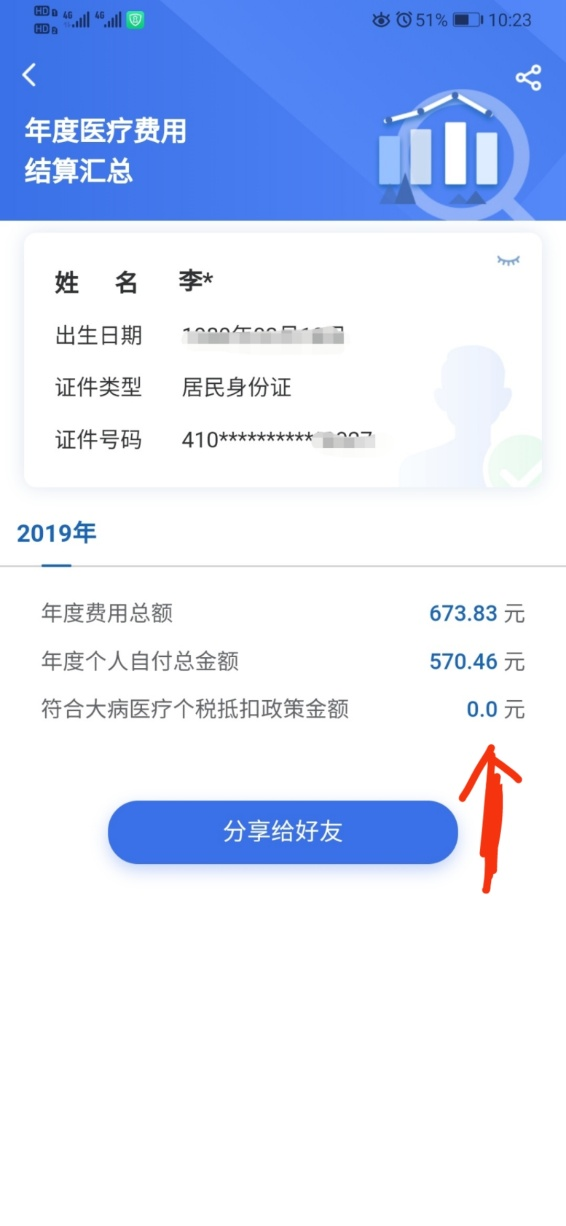 51% 10:23
年度医疗费用
结算汇总
姓 名 李*
出生日期
证件类型 居民身份证
证件号码 410**********
2019年
年度费用总额 673.83 元
年度个人自付总金额 570.46 元
符合大病医疗个税抵扣政策金额 0.0 元
分享给好友